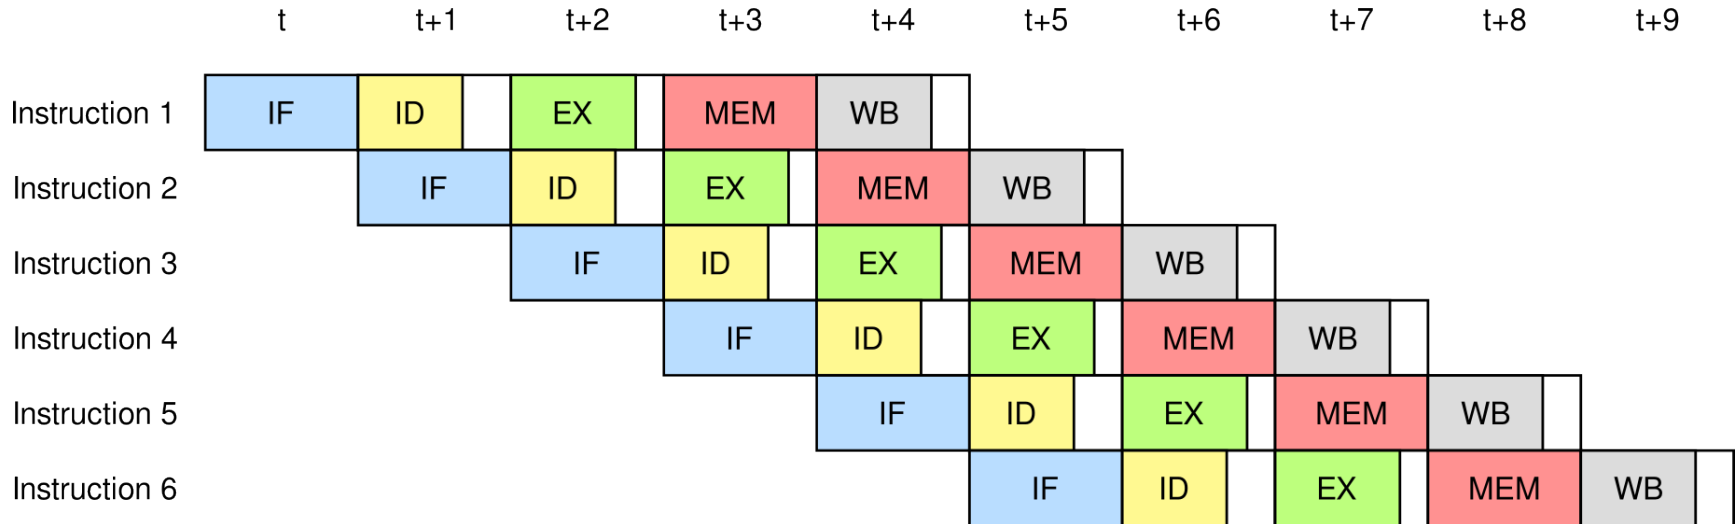 t t+1 t+2 t+3 t+4 t+5 t+6 t+7 t+8 t+9
Instruction 1 IF ID EX MEM WB
Instruction 2 IF ID EX MEM WB
Instruction 3 IF ID EX MEM WB
Instruction 4 IF ID EX MEM WB
Instruction 5 IF ID EX MEM WB
Instruction 6 IF ID EX MEM WB